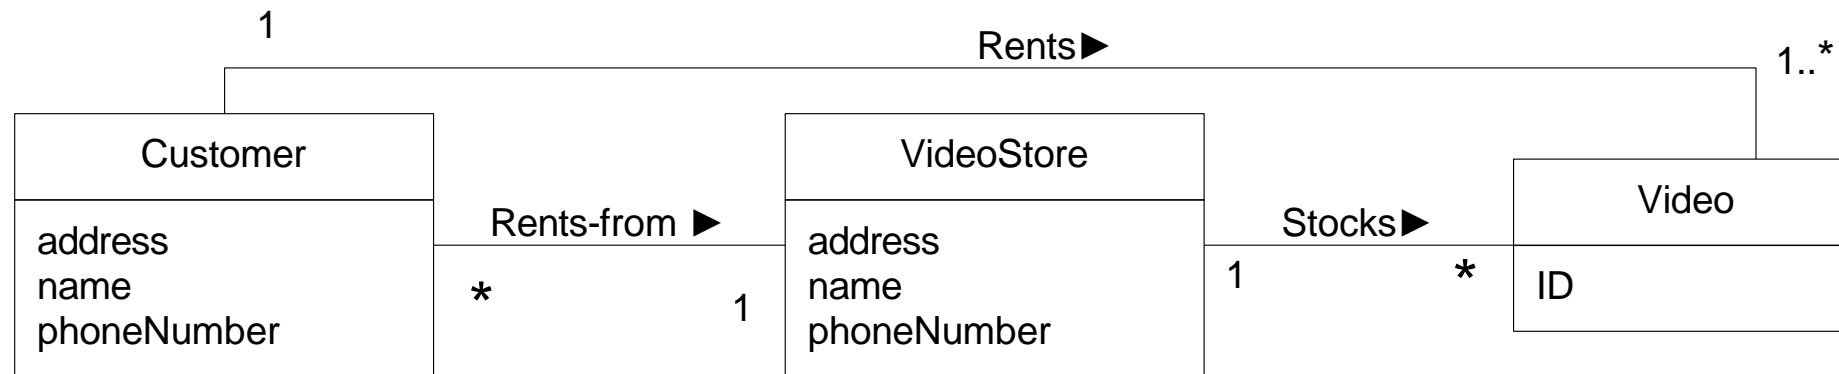 1
Rents►
1..*
Customer
address
name
phoneNumber
Rents-from ►
*
1
VideoStore
address
name
phoneNumber
Stocks►
1
*
Video
ID